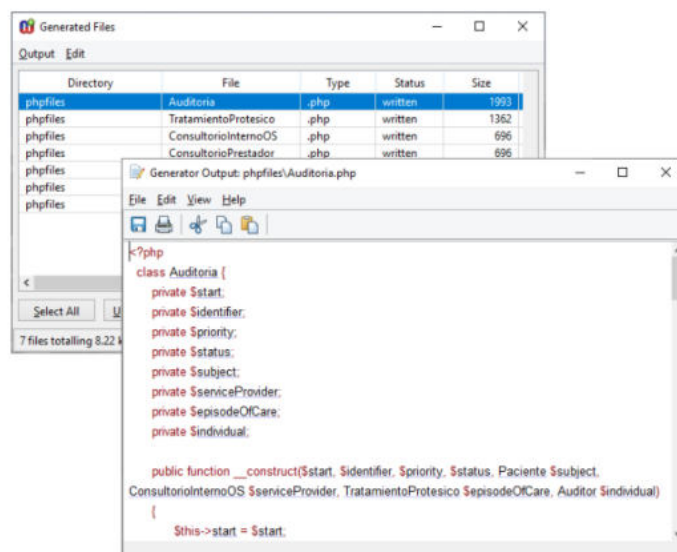 Generated Files
Output Edit
Directory File Type Status Size
phpfiles Auditoria .php written 1993
phpfiles TratamientoProtesico .php written 1362
phpfiles ConsultorioInternoOS .php written 696
phpfiles ConsultorioPrestador .php written 696
phpfiles
phpfiles
phpfiles
Select All
7 files totalling 8.22
Generator Output: phpfiles\Auditoria.php
File Edit View Help
<?php
class Auditoria {
private $start;
private $identifier;
private $priority;
private $status;
private $subject;
private $serviceProvider;
private $episodeOfCare;
private $individual;
public function __construct($start, $identifier, $priority, $status, Paciente $subject,
ConsultorioInternoOS $serviceProvider, TratamientoProtesico $episodeOfCare, Auditor $individual)
{
$this->start = $start;